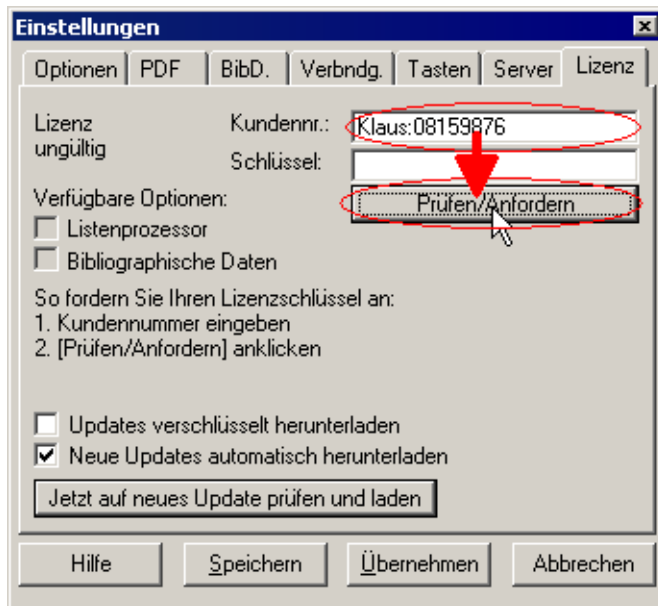 Einstellungen
Optionen PDF BibD. Verbndg. Tasten Server Lizenz
Lizenz
ungültig
Kundennr.: Klaus:08159876
Schlüssel:
Prüfen/Anfordern
Verfügbare Optionen:
Listenprozessor
Bibliographische Daten
So fordern Sie Ihren Lizenzschlüssel an:
1. Kundennummer eingeben
2. [Prüfen/Anfordern] anklicken
Updates verschlüsselt herunterladen
Neue Updates automatisch herunterladen
Jetzt auf neues Update prüfen und laden
Hilfe Speichern Übernehmen Abbrechen